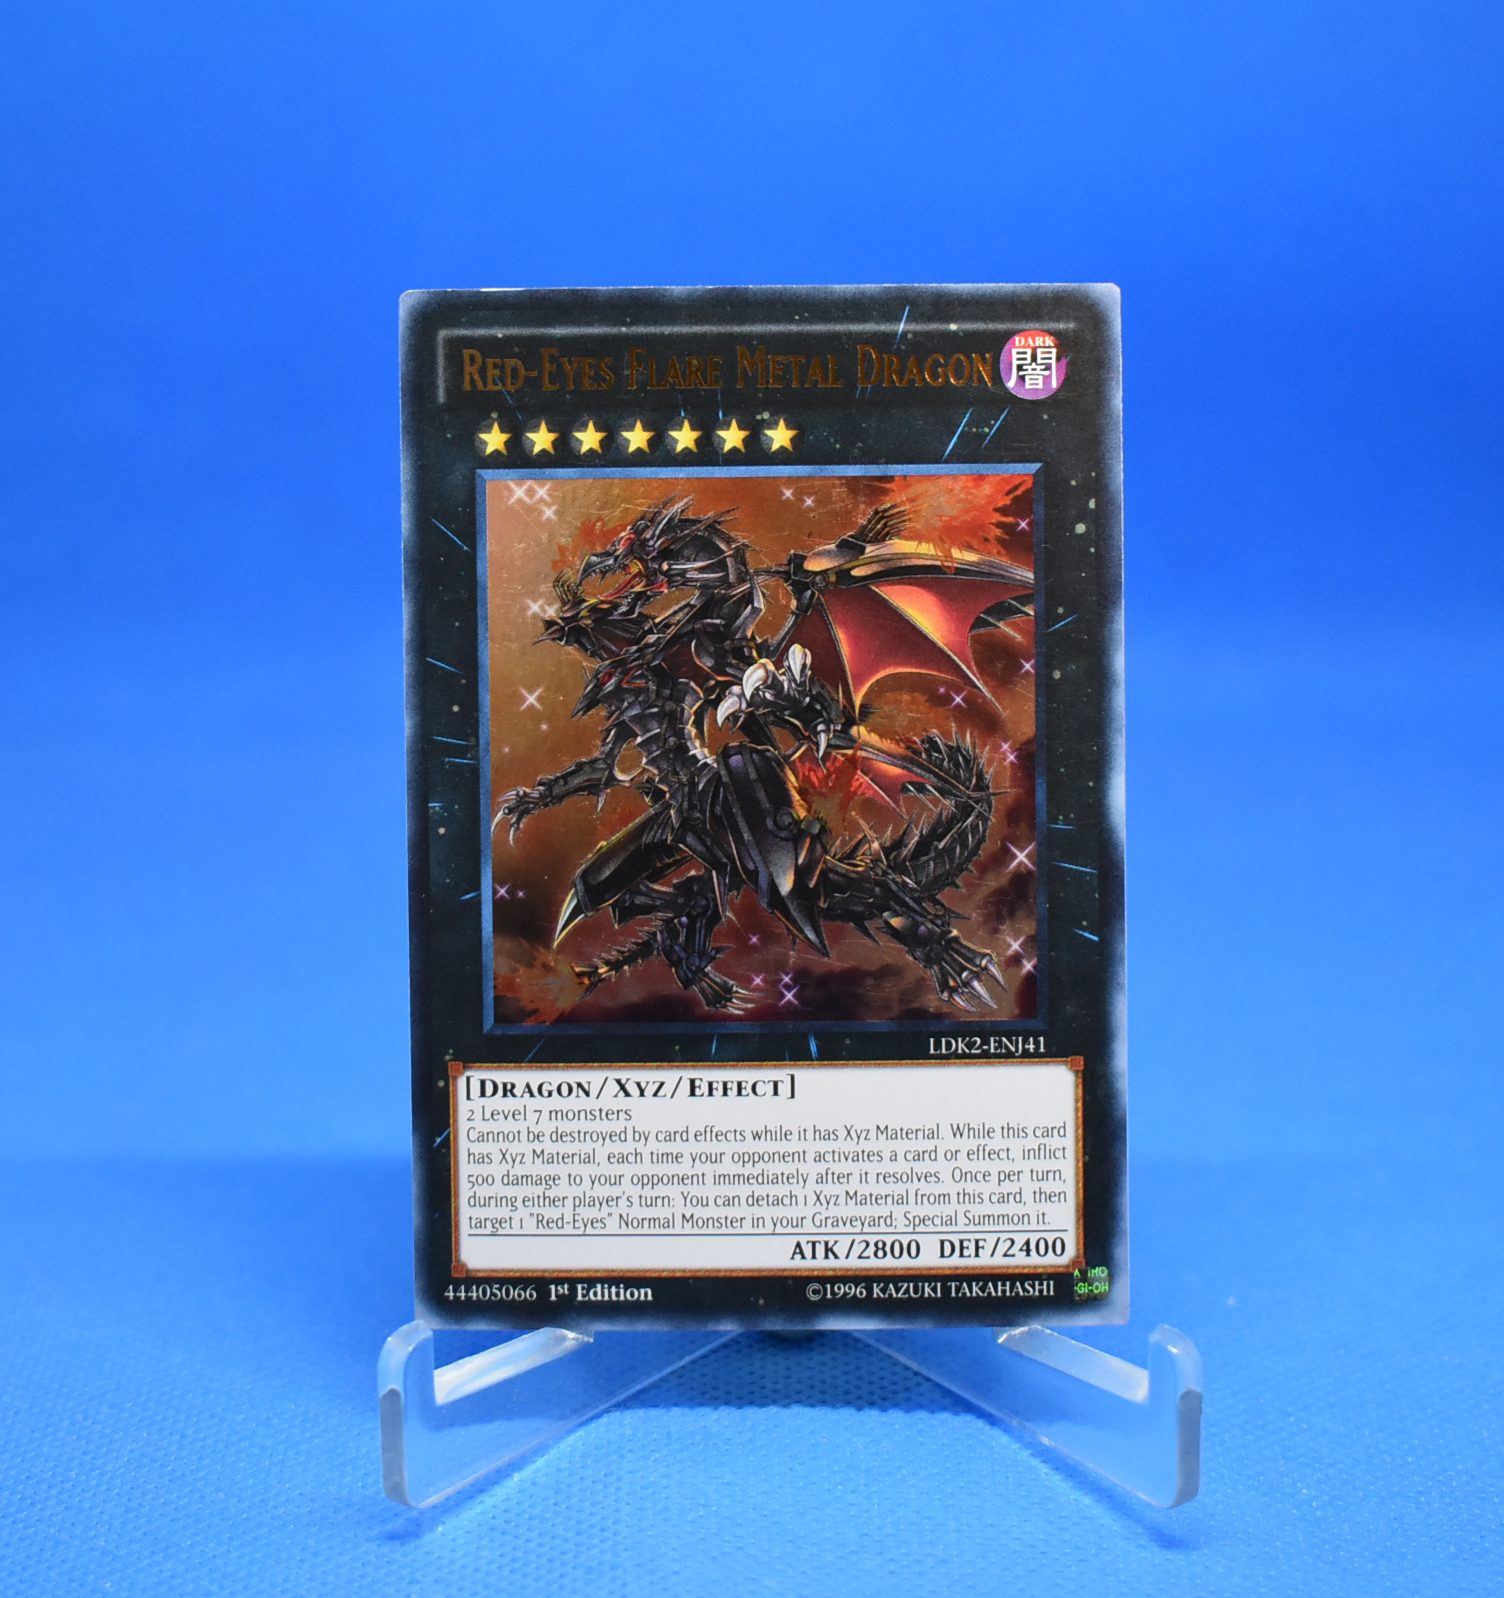 Red-Eyes Flare Metal Dragon
DARK
闇
LDK2-ENJ41
[Dragon/Xyz/Effect]
2 Level 7 monsters
Cannot be destroyed by card effects while it has Xyz Material. While this card
has Xyz Material, each time your opponent activates a card or effect, inflict
500 damage to your opponent immediately after it resolves. Once per turn,
during either player's turn: You can detach 1 Xyz Material from this card, then
target 1 "Red-Eyes" Normal Monster in your Graveyard; Special Summon it.
ATK/2800 DEF/2400
44405066 1st Edition ©1996 KAZUKI TAKAHASHI
-GI-OH